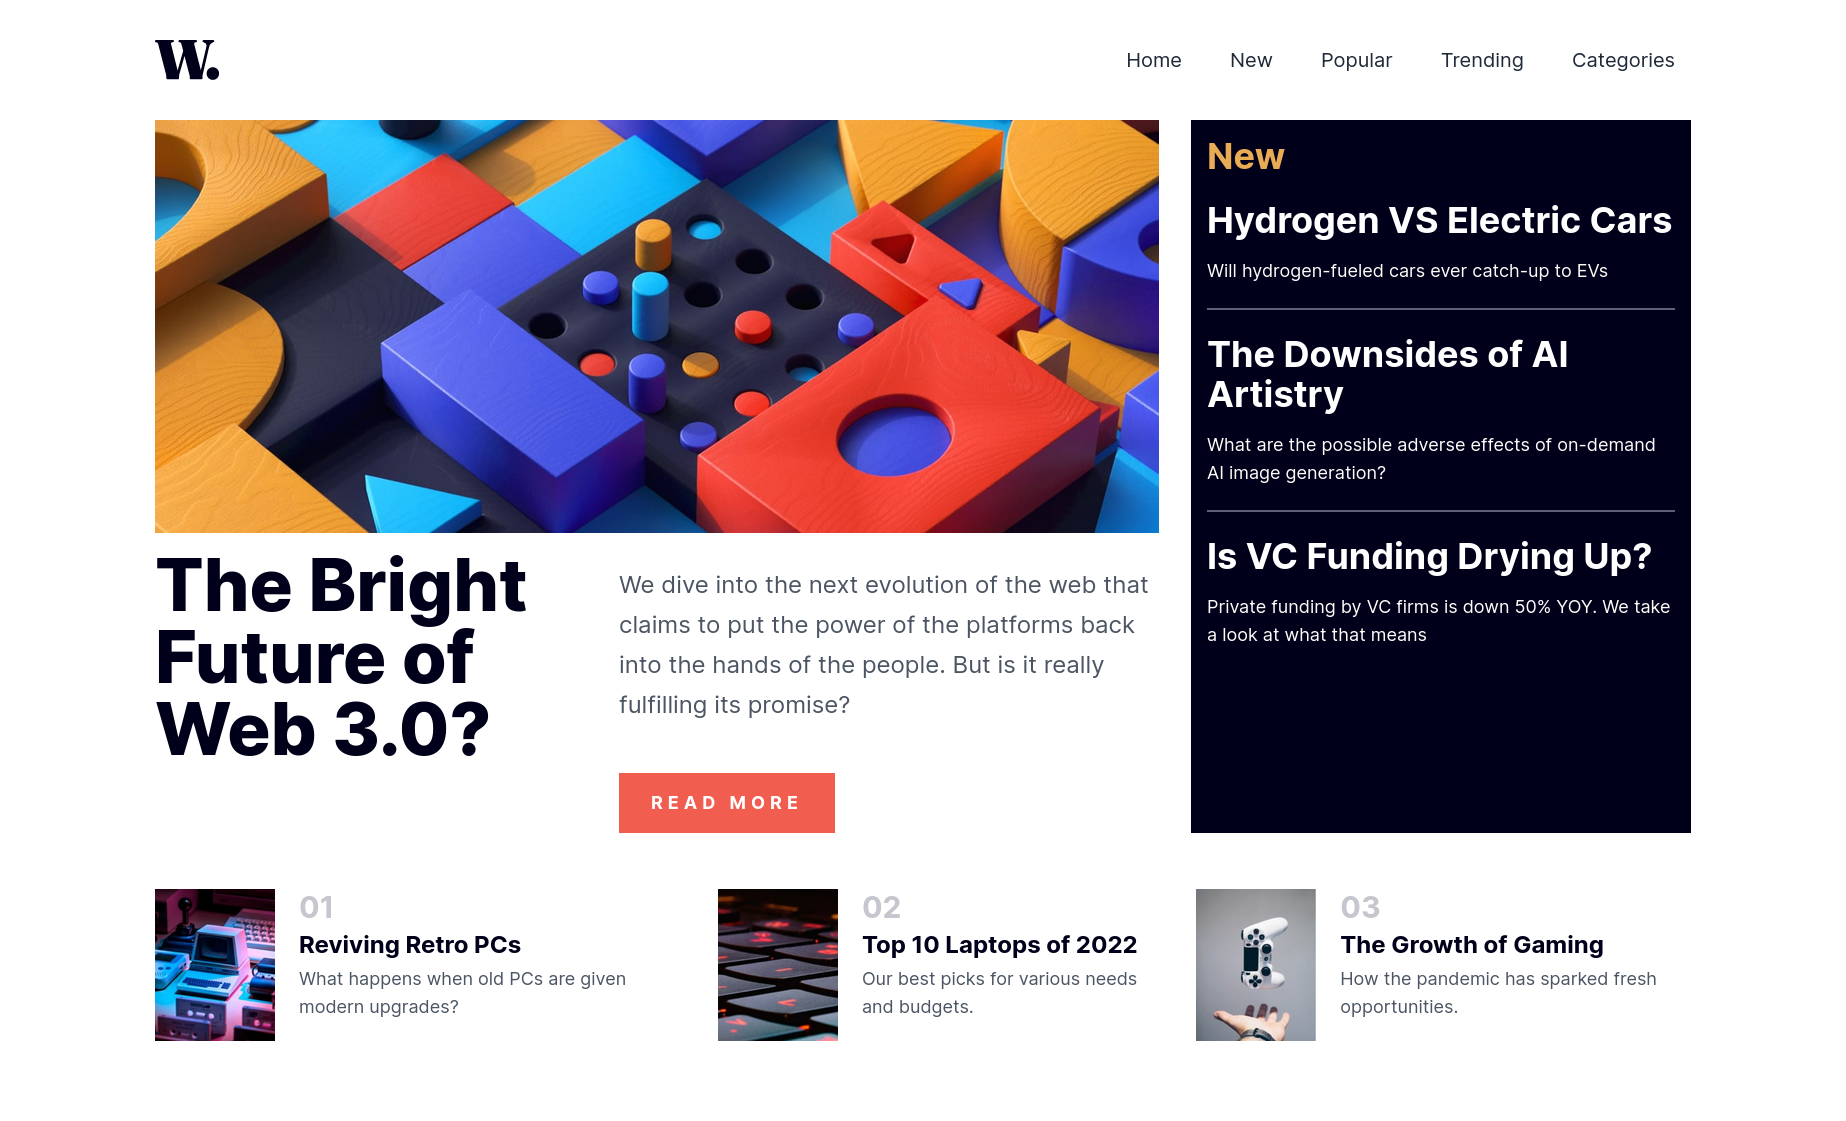 W.
Home New Popular Trending Categories
New
Hydrogen VS Electric Cars
Will hydrogen-fueled cars ever catch-up to EVs
The Downsides of AI
Artistry
What are the possible adverse effects of on-demand
AI image generation?
Is VC Funding Drying Up?
Private funding by VC firms is down 50% YOY. We take
a look at what that means
The Bright
Future of
Web 3.0?
We dive into the next evolution of the web that
claims to put the power of the platforms back
into the hands of the people. But is it really
fulfilling its promise?
READ MORE
01
Reviving Retro PCs
What happens when old PCs are given
modern upgrades?
02
Top 10 Laptops of 2022
Our best picks for various needs
and budgets.
03
The Growth of Gaming
How the pandemic has sparked fresh
opportunities.